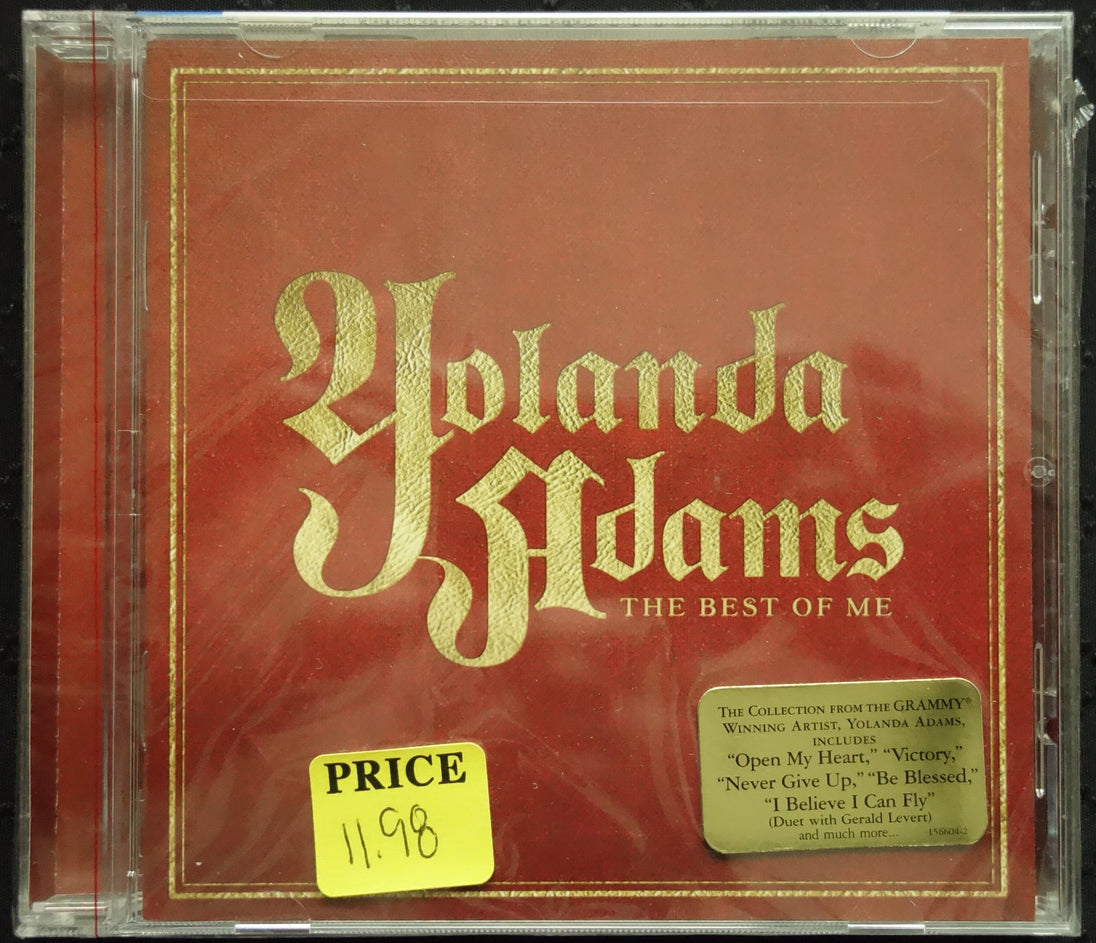 Yolanda
Adams
THE BEST OF ME
THE COLLECTION FROM THE GRAMMY®
WINNING ARTIST, YOLANDA ADAMS,
INCLUDES
“Open My Heart,” “Victory,”
“Never Give Up,” “Be Blessed,”
“I Believe I Can Fly”
(Duet with Gerald Levert)
and much more... 156604-2
PRICE
11.98